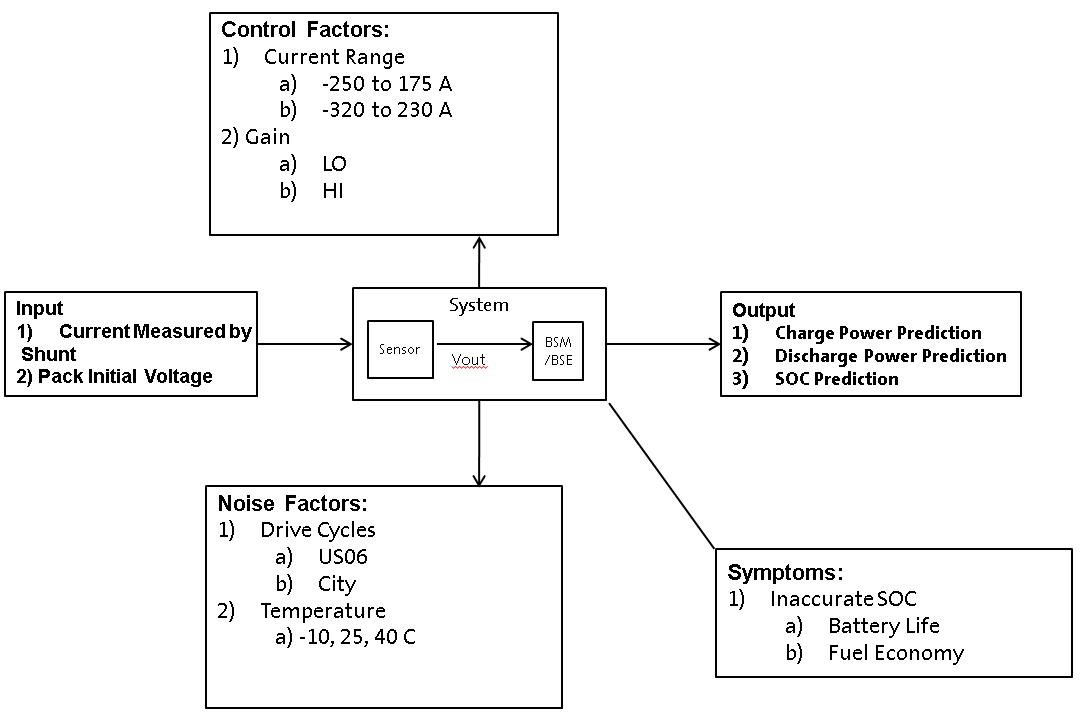 Control Factors:
1) Current Range
a) -250 to 175 A
b) -320 to 230 A
2) Gain
a) LO
b) HI
Input
1) Current Measured by
Shunt
2) Pack Initial Voltage
System
Sensor
Vout
BSM
/BSE
Output
1) Charge Power Prediction
2) Discharge Power Prediction
3) SOC Prediction
Noise Factors:
1) Drive Cycles
a) US06
b) City
2) Temperature
a) -10, 25, 40 C
Symptoms:
1) Inaccurate SOC
a) Battery Life
b) Fuel Economy